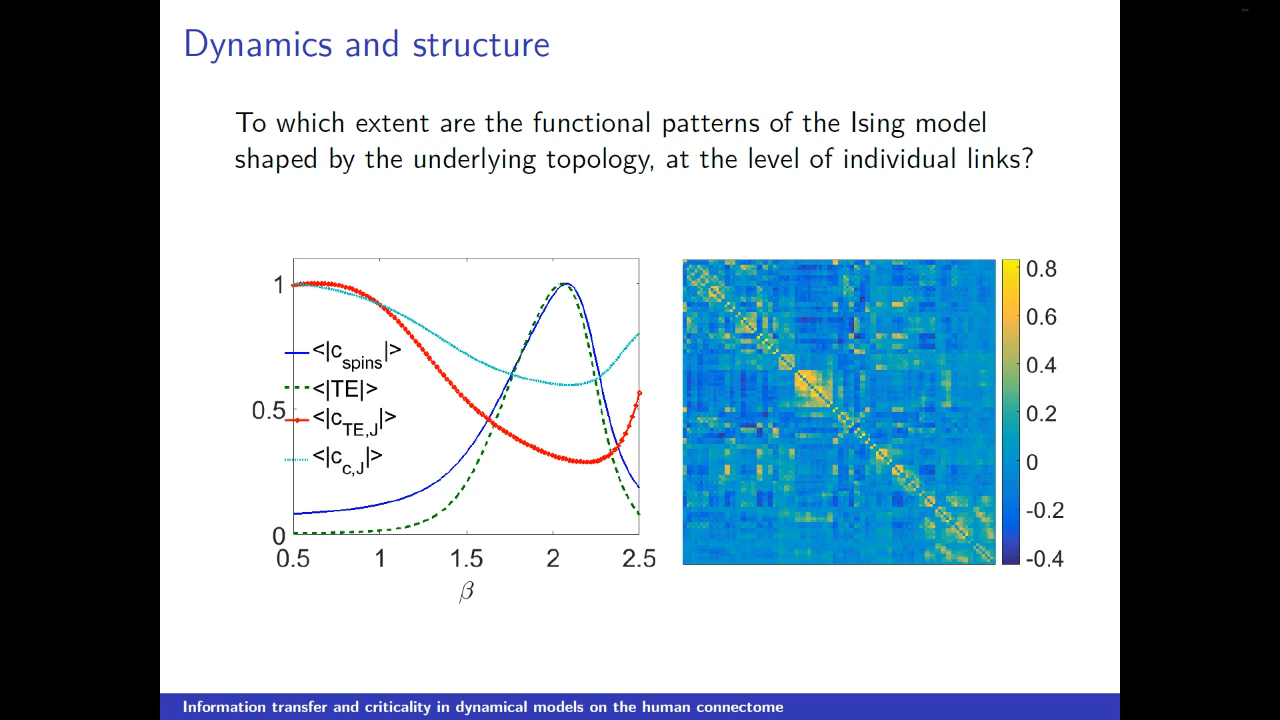 Dynamics and structure
To which extent are the functional patterns of the Ising model
shaped by the underlying topology, at the level of individual links?
1
0.5
0
<|c_spins|>
<|TE|>
<|c_TE,J|>
<|c_c,J|>
0.5 1 1.5 2 2.5
β
0.8
0.6
0.4
0.2
0
-0.2
-0.4
Information transfer and criticality in dynamical models on the human connectome